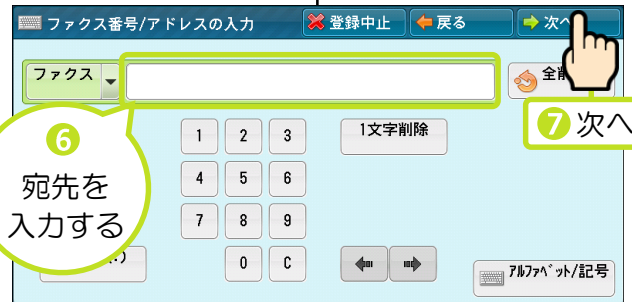 ファクス番号/アドレスの入力
登録中止
戻る
次へ
ファクス
全削
❻
宛先を
入力する
❼次へ
1 2 3
1文字削除
4 5 6
7 8 9
0 C
ｱﾙﾌｧﾍﾞｯﾄ/記号